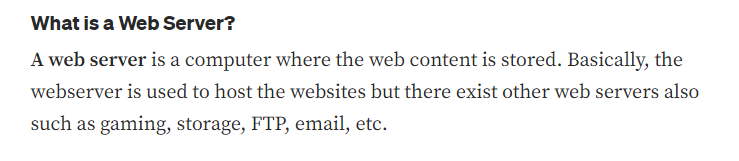 What is a Web Server?
A web server is a computer where the web content is stored. Basically, the
webserver is used to host the websites but there exist other web servers also
such as gaming, storage, FTP, email, etc.